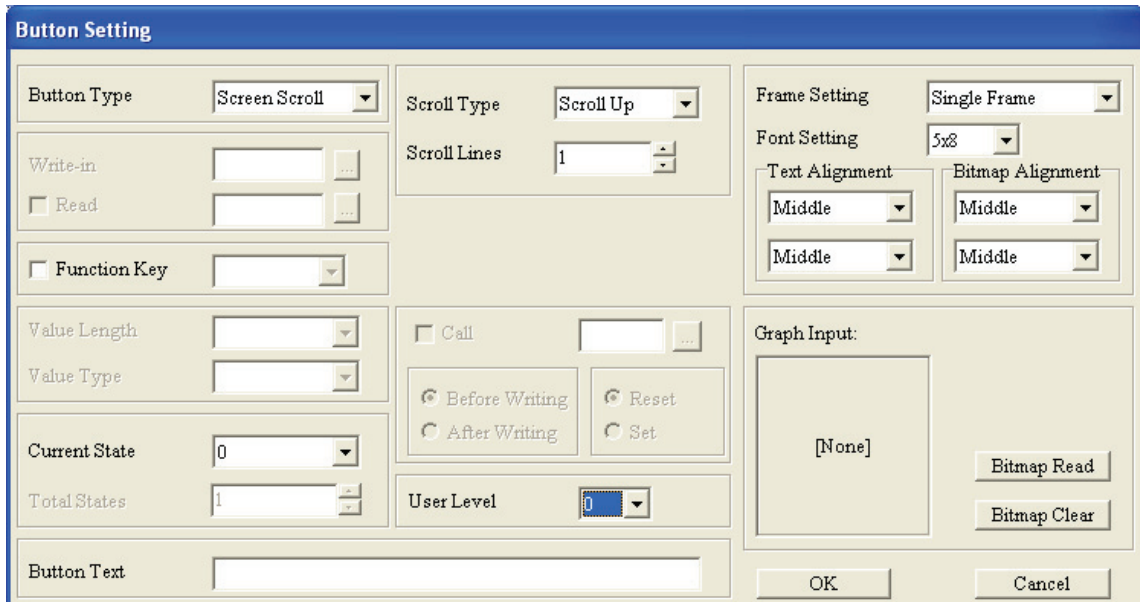 Button Setting
Button Type Screen Scroll
Write-in ...
Read ...
Function Key
Value Length
Value Type
Current State 0
Total States 1
Button Text
Scroll Type Scroll Up
Scroll Lines 1
Call ...
Before Writing Reset
After Writing Set
User Level 0
Frame Setting Single Frame
Font Setting 5x8
Text Alignment Bitmap Alignment
Middle Middle
Middle Middle
Graph Input:
[None]
Bitmap Read
Bitmap Clear
OK Cancel